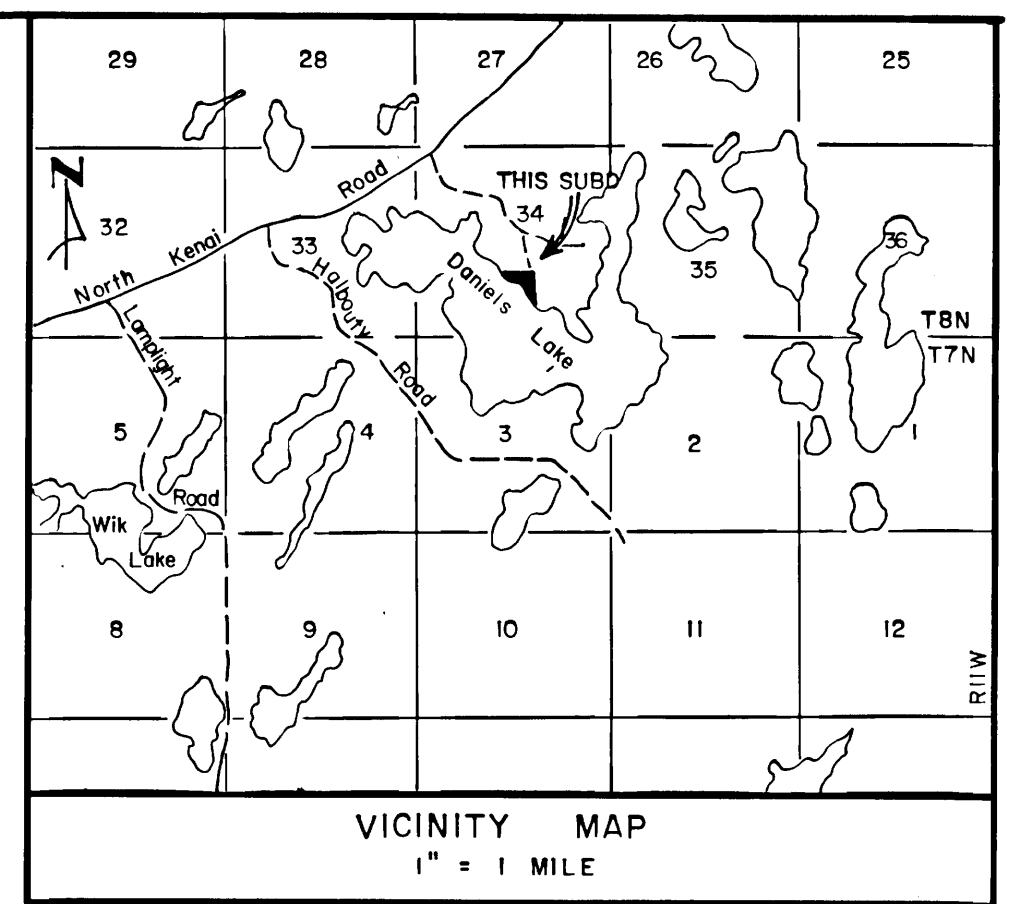 29 28 27 26 25
N
THIS SUBD
32 33 34 35 36
North Kenai Road
Halbouty Road
Daniels Lake
Lamplight Road
T8N
T7N
5 4 3 2 1
Wik Lake
8 9 10 11 12
R11W
VICINITY MAP
1" = 1 MILE